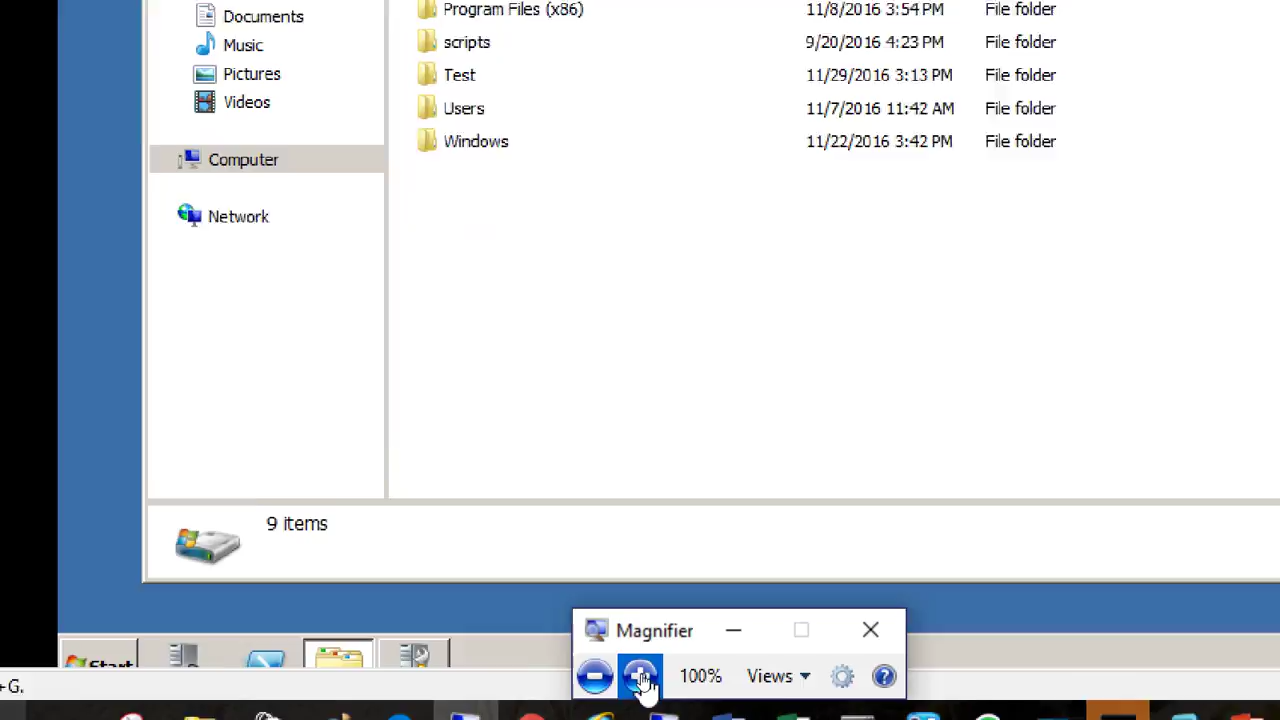 Documents
Music
Pictures
Videos
Computer
Network
Program Files (x86) 11/8/2016 3:54 PM File folder
scripts 9/20/2016 4:23 PM File folder
Test 11/29/2016 3:13 PM File folder
Users 11/7/2016 11:42 AM File folder
Windows 11/22/2016 3:42 PM File folder
9 items
Magnifier
100% Views
Start
+G.